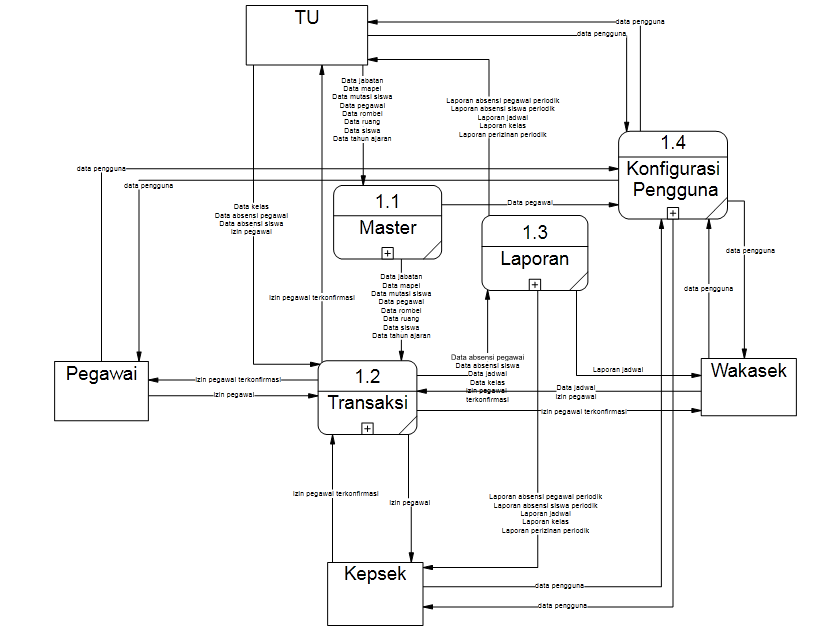 TU
data pengguna
data pengguna
Data jabatan
Data mapel
Data mutasi siswa
Data pegawai
Data rombel
Data ruang
Data siswa
Data tahun ajaran
Laporan absensi pegawai periodik
Laporan absensi siswa periodik
Laporan jadwal
Laporan kelas
Laporan perizinan periodik
1.4
Konfigurasi
Pengguna
data pengguna
data pengguna
1.1
Master
Data pegawai
Data kelas
Data absensi pegawai
Data absensi siswa
Izin pegawai
1.3
Laporan
data pengguna
data pengguna
Izin pegawai terkonfirmasi
Data jabatan
Data mapel
Data mutasi siswa
Data pegawai
Data rombel
Data ruang
Data siswa
Data tahun ajaran
Pegawai
Izin pegawai terkonfirmasi
Izin pegawai
1.2
Transaksi
Data absensi pegawai
Data absensi siswa
Data jadwal
Data kelas
Izin pegawai
terkonfirmasi
Laporan jadwal
Data jadwal
Izin pegawai
Izin pegawai terkonfirmasi
Wakasek
Izin pegawai terkonfirmasi
Izin pegawai
Laporan absensi pegawai periodik
Laporan absensi siswa periodik
Laporan jadwal
Laporan kelas
Laporan perizinan periodik
Kepsek
data pengguna
data pengguna